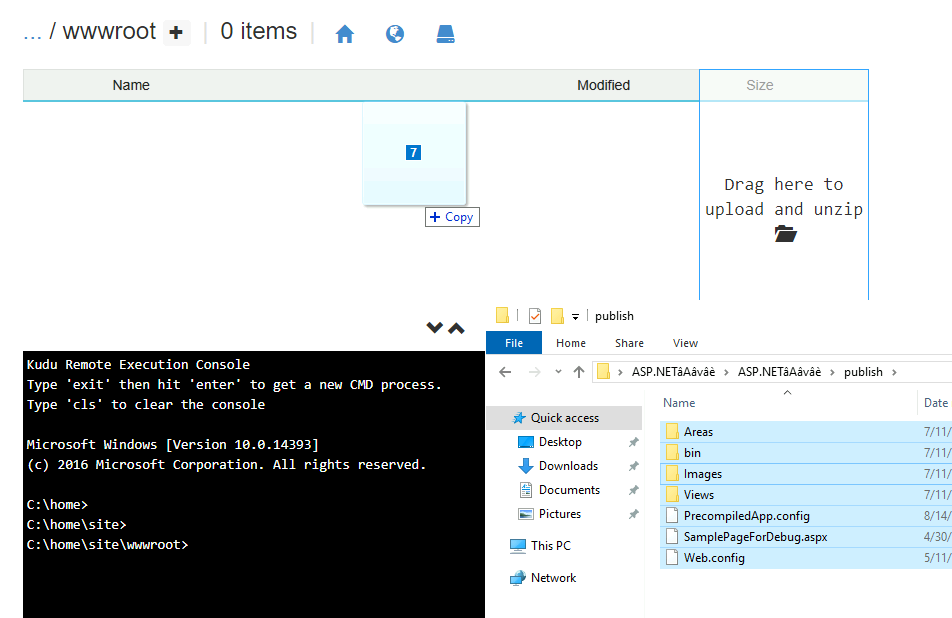 ... / wwwroot + 0 items
Name Modified Size
7
+ Copy
Drag here to
upload and unzip
publish
File Home Share View
ASP.NETâAâvâê > ASP.NETâAâvâê > publish >
Name Date
Quick access
Desktop
Downloads
Documents
Pictures
This PC
Network
Areas 7/11/
bin 7/11/
Images 7/11/
Views 7/11/
PrecompiledApp.config 8/14/
SamplePageForDebug.aspx 4/30/
Web.config 5/11/
Kudu Remote Execution Console
Type 'exit' then hit 'enter' to get a new CMD process.
Type 'cls' to clear the console
Microsoft Windows [Version 10.0.14393]
(c) 2016 Microsoft Corporation. All rights reserved.
C:\home>
C:\home\site>
C:\home\site\wwwroot>